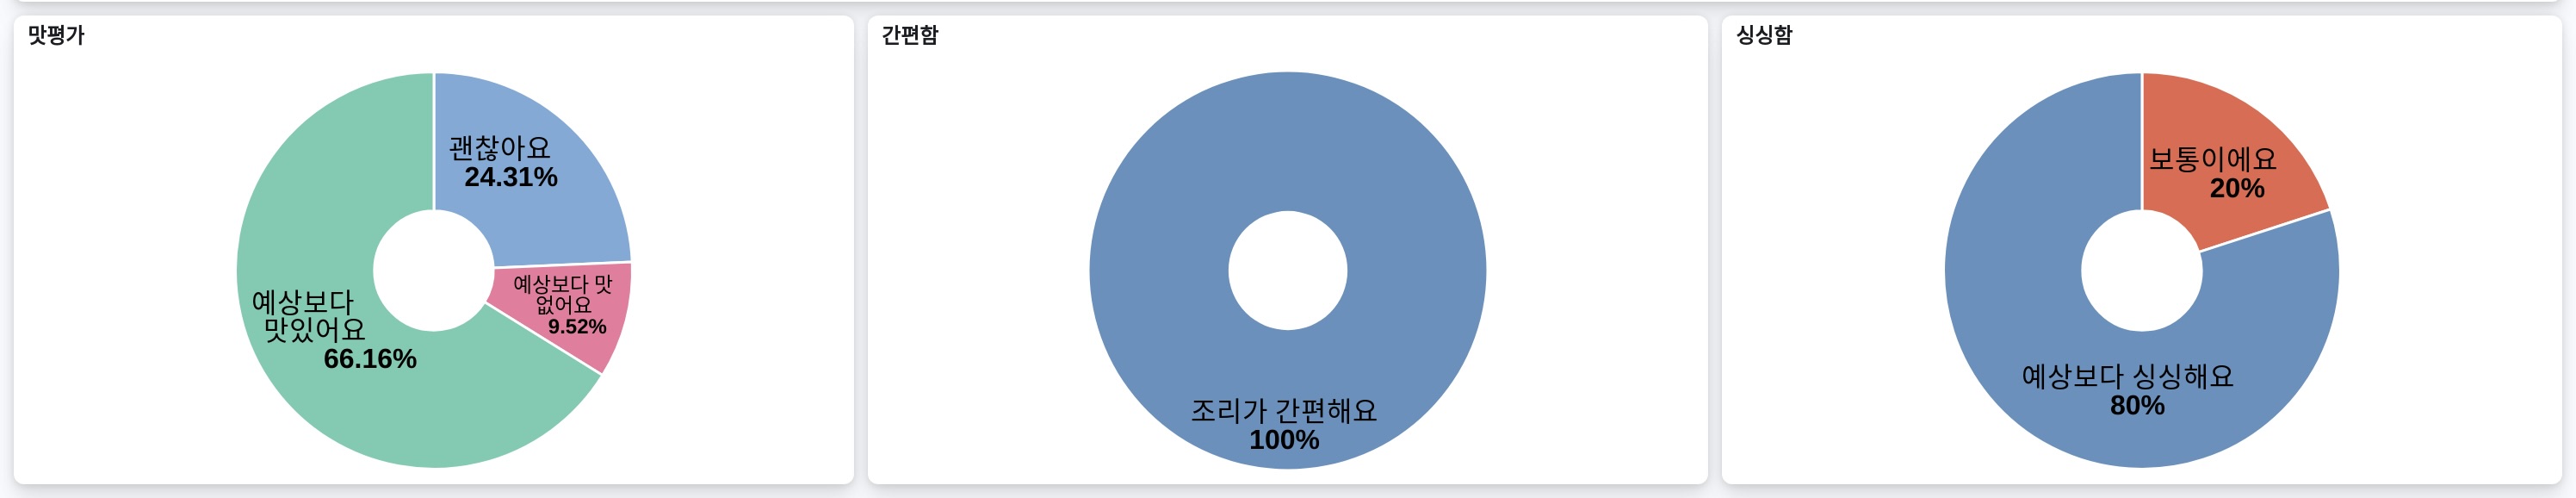 맛평가
괜찮아요
24.31%
예상보다 맛
없어요
9.52%
예상보다
맛있어요
66.16%
간편함
조리가 간편해요
100%
싱싱함
보통이에요
20%
예상보다 싱싱해요
80%